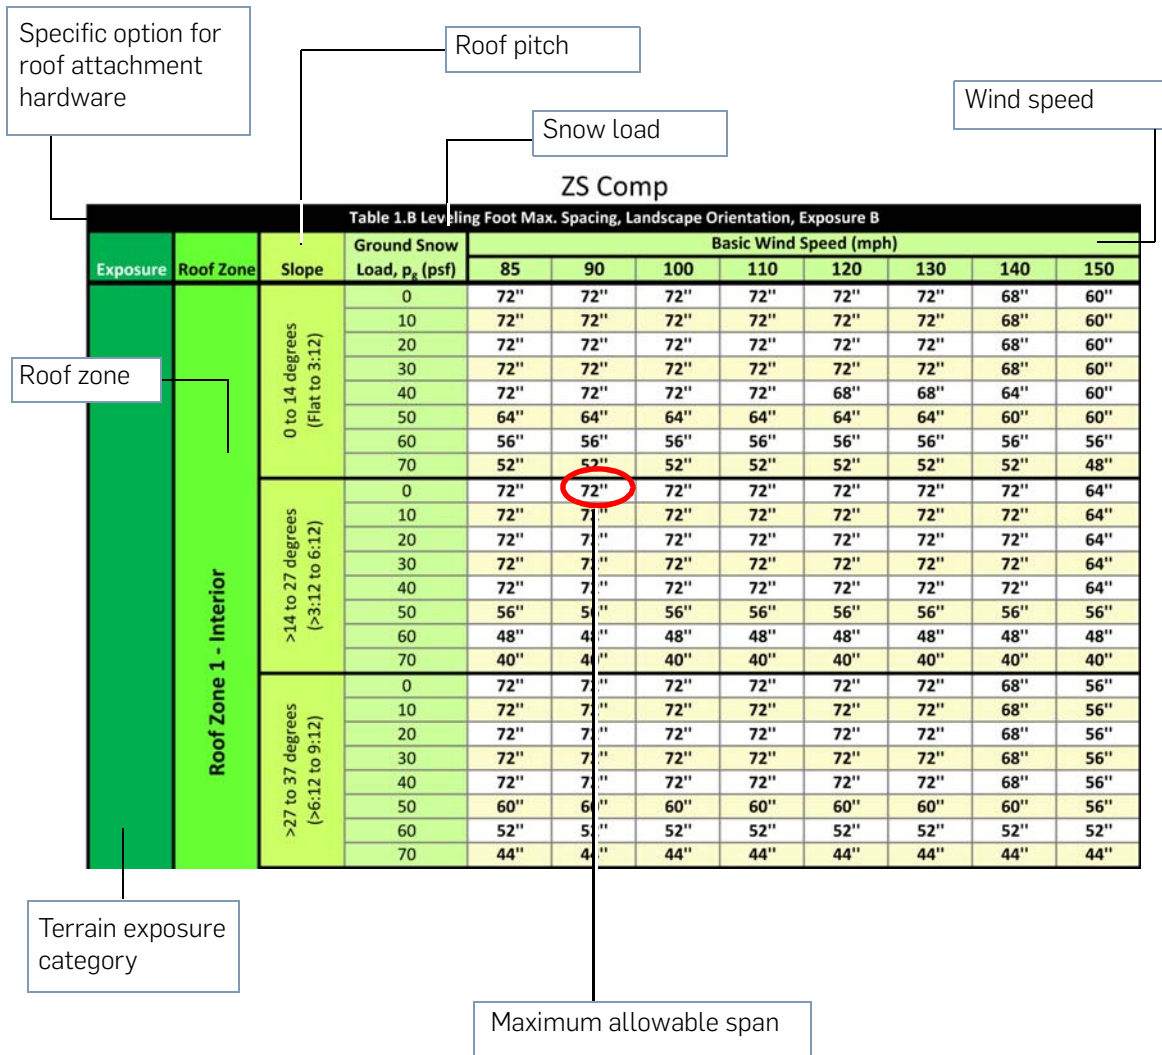 Specific option for
roof attachment
hardware
Roof pitch
Wind speed
Snow load
ZS Comp
Table 1.B Leveling Foot Max. Spacing, Landscape Orientation, Exposure B
Exposure Roof Zone Slope Ground Snow Basic Wind Speed (mph)
Load, pg (psf) 85 90 100 110 120 130 140 150
Roof zone
Roof Zone 1 - Interior
0 to 14 degrees
(Flat to 3:12)
0 72'' 72'' 72'' 72'' 72'' 72'' 68'' 60''
10 72'' 72'' 72'' 72'' 72'' 72'' 68'' 60''
20 72'' 72'' 72'' 72'' 72'' 72'' 68'' 60''
30 72'' 72'' 72'' 72'' 72'' 72'' 68'' 60''
40 72'' 72'' 72'' 72'' 68'' 68'' 64'' 60''
50 64'' 64'' 64'' 64'' 64'' 64'' 60'' 60''
60 56'' 56'' 56'' 56'' 56'' 56'' 56'' 56''
70 52'' 52'' 52'' 52'' 52'' 52'' 52'' 48''
>14 to 27 degrees
(>3:12 to 6:12)
0 72'' 72'' 72'' 72'' 72'' 72'' 72'' 64''
10 72'' 72'' 72'' 72'' 72'' 72'' 64''
20 72'' 72'' 72'' 72'' 72'' 72'' 64''
30 72'' 72'' 72'' 72'' 72'' 72'' 64''
40 72'' 72'' 72'' 72'' 72'' 72'' 64''
50 56'' 56'' 56'' 56'' 56'' 56'' 56''
60 48'' 48'' 48'' 48'' 48'' 48'' 48''
70 40'' 40'' 40'' 40'' 40'' 40'' 40''
>27 to 37 degrees
(>6:12 to 9:12)
0 72'' 72'' 72'' 72'' 72'' 68'' 56''
10 72'' 72'' 72'' 72'' 72'' 68'' 56''
20 72'' 72'' 72'' 72'' 72'' 68'' 56''
30 72'' 72'' 72'' 72'' 72'' 68'' 56''
40 72'' 72'' 72'' 72'' 72'' 68'' 56''
50 60'' 60'' 60'' 60'' 60'' 60'' 56''
60 52'' 52'' 52'' 52'' 52'' 52'' 52''
70 44'' 44'' 44'' 44'' 44'' 44'' 44''
Terrain exposure
category
Maximum allowable span